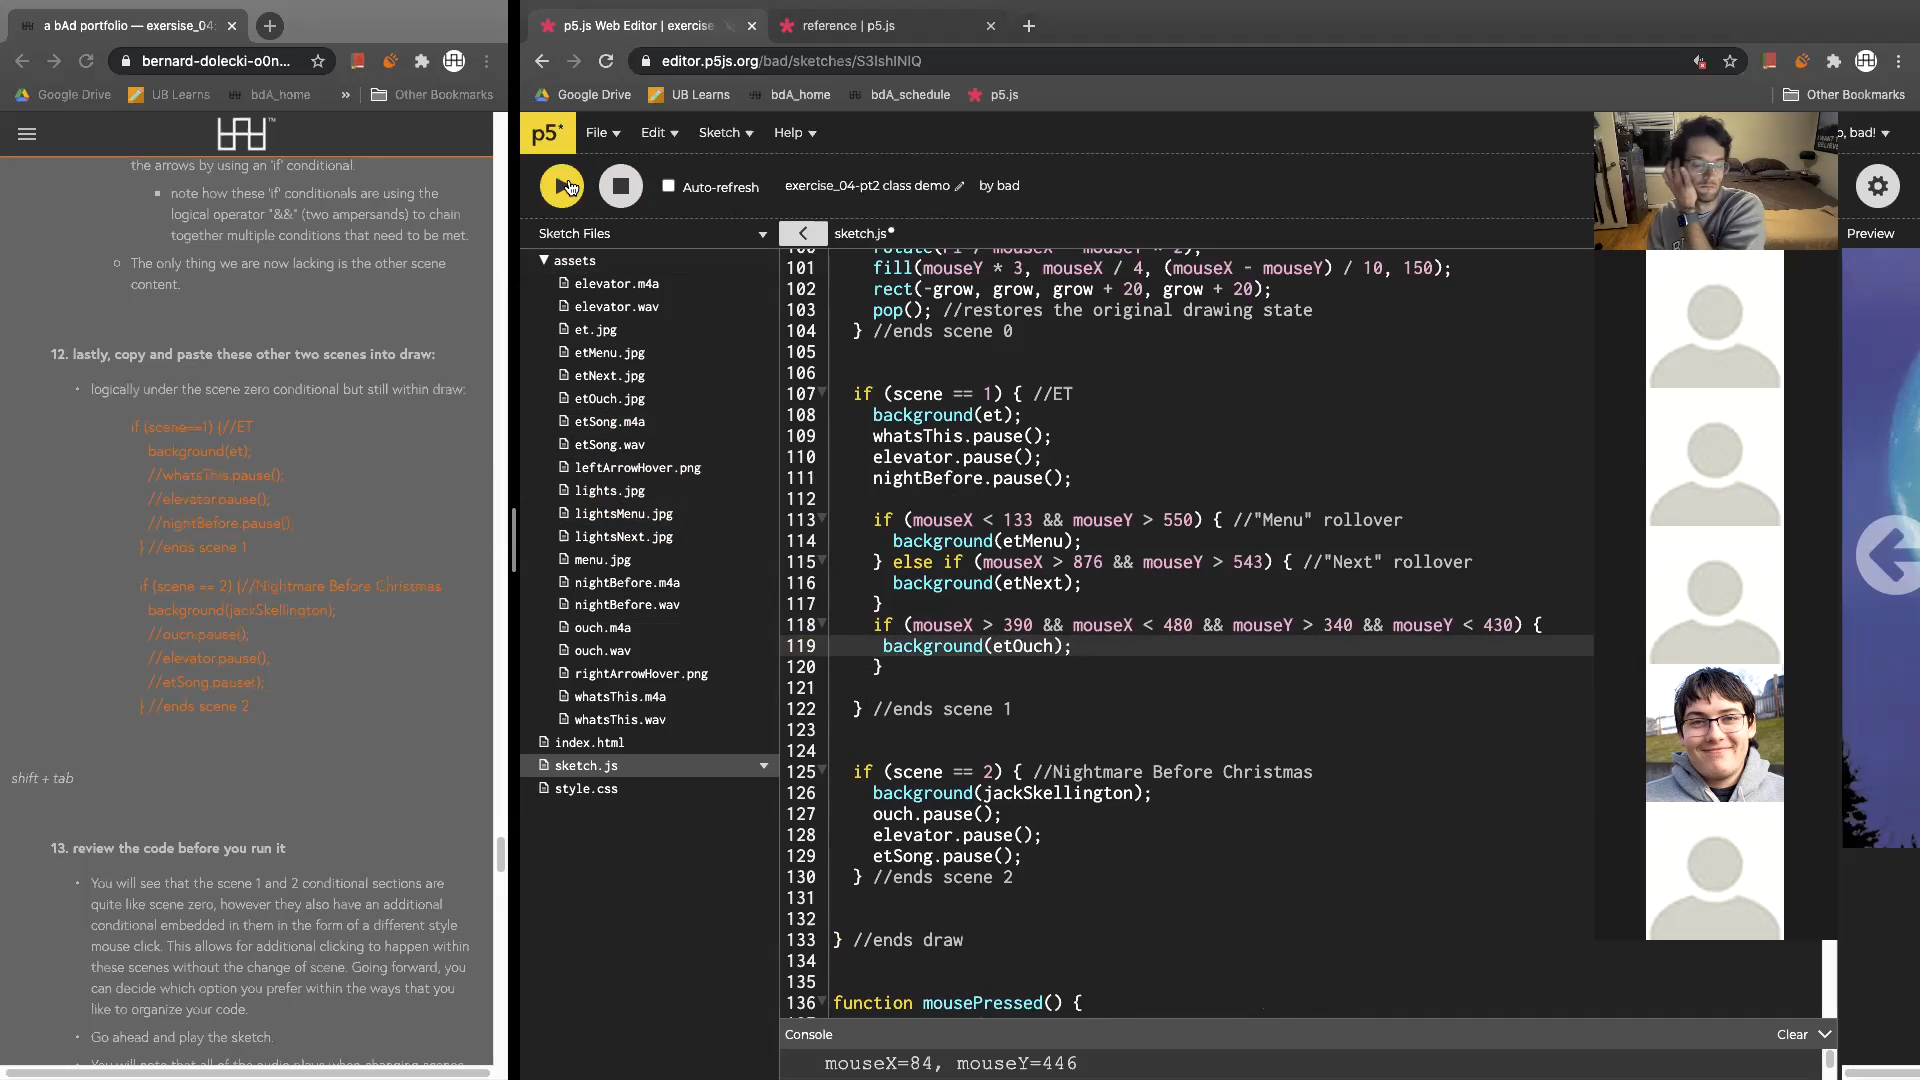 a bAd portfolio — exersise_04:
bernard-dolecki-o0n...
Google Drive
UB Learns
bdA_home
»
Other Bookmarks
the arrows by using an 'if' conditional.
note how these 'if' conditionals are using the
logical operator "&&" (two ampersands) to chain
together multiple conditions that need to be met.
The only thing we are now lacking is the other scene
content.
12. lastly, copy and paste these other two scenes into draw:
logically under the scene zero conditional but still within draw:
if (scene==1) {//ET
background(et);
//whatsThis.pause();
//elevator.pause();
//nightBefore.pause()
} //ends scene 1
if (scene == 2) {//Nightmare Before Christmas
background(jackSkellington);
//ouch.pause();
//elevator.pause();
//etSong.pause();
} //ends scene 2
shift + tab
13. review the code before you run it
You will see that the scene 1 and 2 conditional sections are
quite like scene zero, however they also have an additional
conditional embedded in them in the form of a different style
mouse click. This allows for additional clicking to happen within
these scenes without the change of scene. Going forward, you
can decide which option you prefer within the ways that you
like to organize your code.
Go ahead and play the sketch.
You will note that all of the audio plays when changing scenes
p5.js Web Editor | exercise
reference | p5.js
editor.p5js.org/bad/sketches/S3IshINlQ
Google Drive
UB Learns
bdA_home
bdA_schedule
p5.js
Other Bookmarks
p5*
File
Edit
Sketch
Help
o, bad!
Auto-refresh
exercise_04-pt2 class demo
by bad
Sketch Files
sketch.js
Preview
assets
elevator.m4a
elevator.wav
et.jpg
etMenu.jpg
etNext.jpg
etOuch.jpg
etSong.m4a
etSong.wav
leftArrowHover.png
lights.jpg
lightsMenu.jpg
lightsNext.jpg
menu.jpg
nightBefore.m4a
nightBefore.wav
ouch.m4a
ouch.wav
rightArrowHover.png
whatsThis.m4a
whatsThis.wav
index.html
sketch.js
style.css
100 rotate(PI / mouseX - mouseY * 2);
101 fill(mouseY * 3, mouseX / 4, (mouseX - mouseY) / 10, 150);
102 rect(-grow, grow, grow + 20, grow + 20);
103 pop(); //restores the original drawing state
104 } //ends scene 0
105
106
107 if (scene == 1) { //ET
108 background(et);
109 whatsThis.pause();
110 elevator.pause();
111 nightBefore.pause();
112
113 if (mouseX < 133 && mouseY > 550) { //"Menu" rollover
114 background(etMenu);
115 } else if (mouseX > 876 && mouseY > 543) { //"Next" rollover
116 background(etNext);
117 }
118 if (mouseX > 390 && mouseX < 480 && mouseY > 340 && mouseY < 430) {
119 background(etOuch);
120 }
121
122 } //ends scene 1
123
124
125 if (scene == 2) { //Nightmare Before Christmas
126 background(jackSkellington);
127 ouch.pause();
128 elevator.pause();
129 etSong.pause();
130 } //ends scene 2
131
132
133 } //ends draw
134
135
136 function mousePressed() {
Console
Clear
mouseX=84, mouseY=446